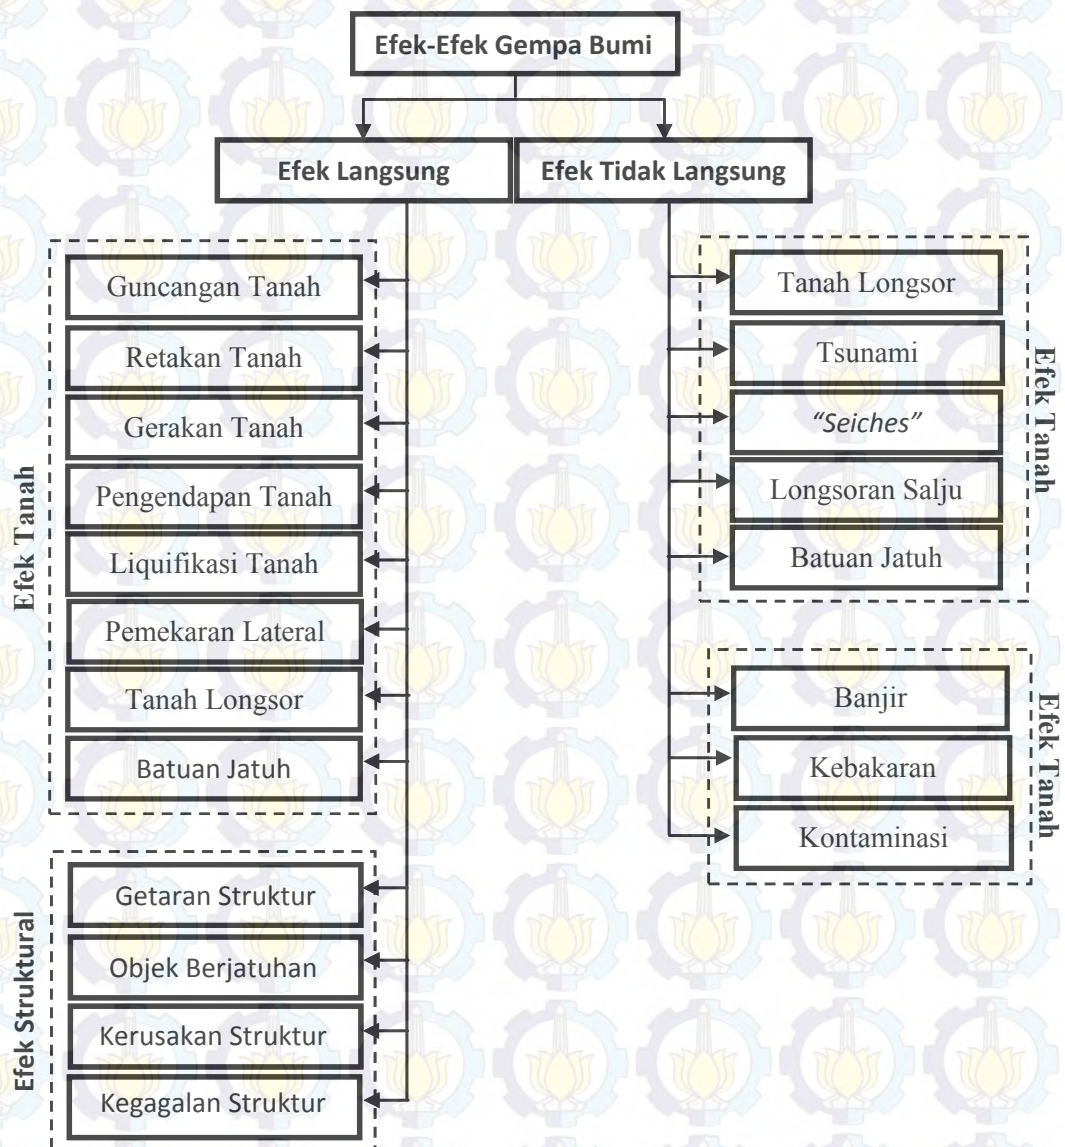 Efek-Efek Gempa Bumi
Efek Langsung
Efek Tidak Langsung
Efek Tanah
Guncangan Tanah
Retakan Tanah
Gerakan Tanah
Pengendapan Tanah
Liquifikasi Tanah
Pemekaran Lateral
Tanah Longsor
Batuan Jatuh
Efek Struktural
Getaran Struktur
Objek Berjatuhan
Kerusakan Struktur
Kegagalan Struktur
Tanah Longsor
Tsunami
“Seiches”
Longsoran Salju
Batuan Jatuh
Efek Tanah
Banjir
Kebakaran
Kontaminasi
Efek Tanah